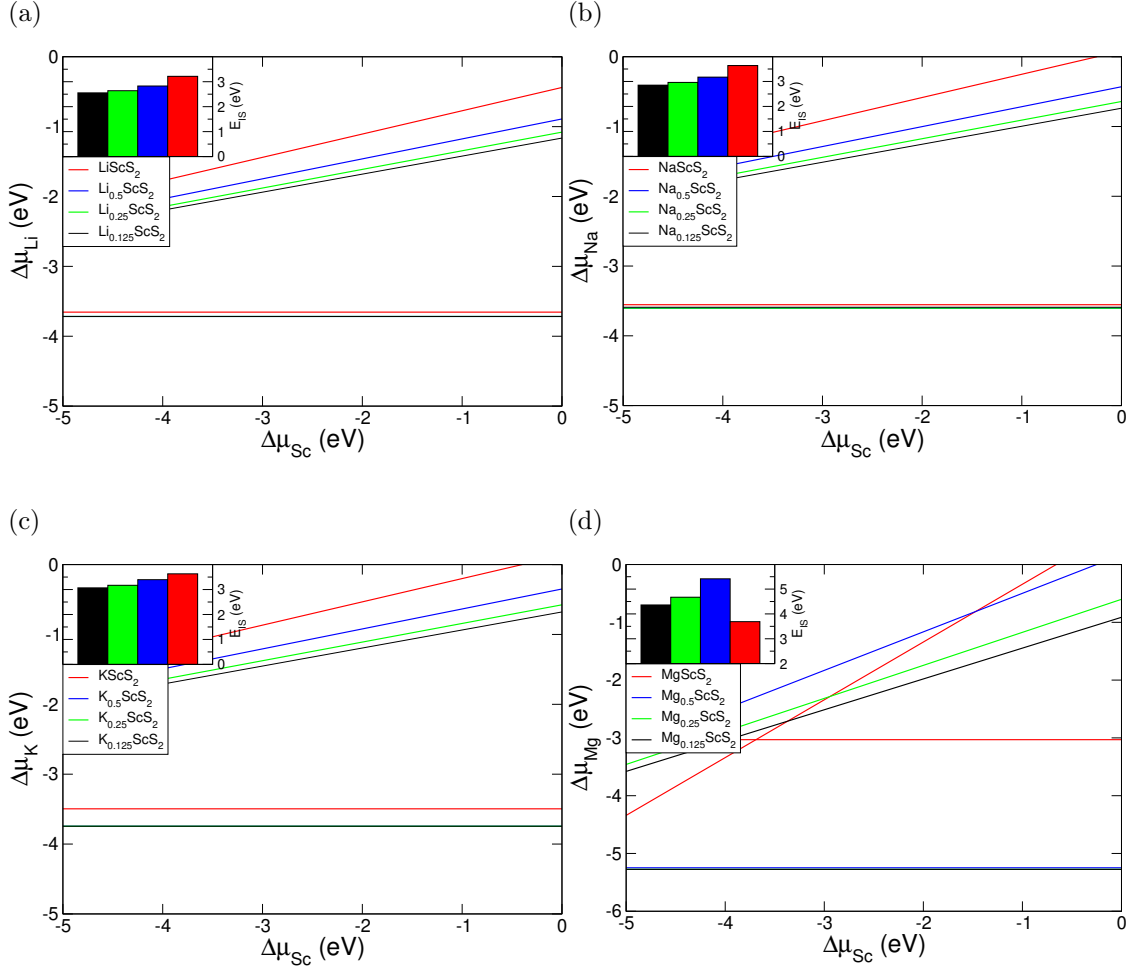 (a)
0
-1
-2
-3
-4
-5
Δμ_Li (eV)
3
2
1
0
E_IS (eV)
LiScS₂
Li₀.₅ScS₂
Li₀.₂₅ScS₂
Li₀.₁₂₅ScS₂
-5 -4 -3 -2 -1 0
Δμ_Sc (eV)
(b)
0
-1
-2
-3
-4
-5
Δμ_Na (eV)
3
2
1
0
E_IS (eV)
NaScS₂
Na₀.₅ScS₂
Na₀.₂₅ScS₂
Na₀.₁₂₅ScS₂
-5 -4 -3 -2 -1 0
Δμ_Sc (eV)
(c)
0
-1
-2
-3
-4
-5
Δμ_K (eV)
3
2
1
0
E_IS (eV)
KScS₂
K₀.₅ScS₂
K₀.₂₅ScS₂
K₀.₁₂₅ScS₂
-5 -4 -3 -2 -1 0
Δμ_Sc (eV)
(d)
0
-1
-2
-3
-4
-5
-6
Δμ_Mg (eV)
5
4
3
2
E_IS (eV)
MgScS₂
Mg₀.₅ScS₂
Mg₀.₂₅ScS₂
Mg₀.₁₂₅ScS₂
-5 -4 -3 -2 -1 0
Δμ_Sc (eV)